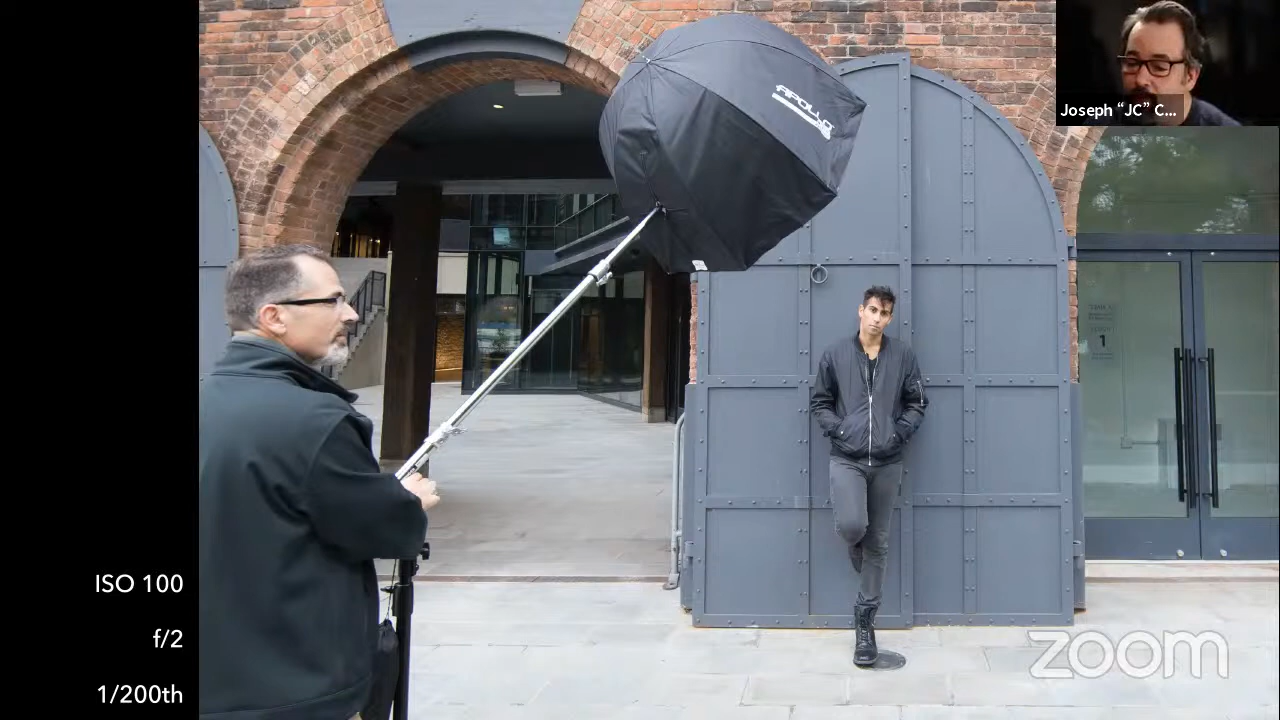 APOLLO
Joseph “JC” C...
1
ISO 100
f/2
1/200th
zoom